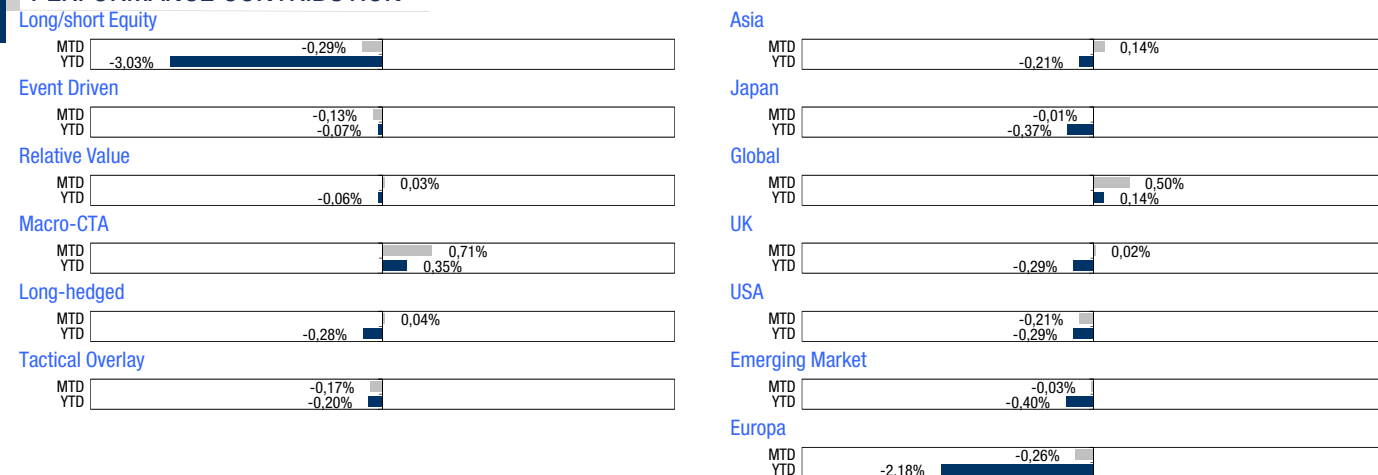 PERFORMANCE CONTRIBUTION
Long/short Equity
MTD -0,29%
YTD -3,03%
Event Driven
MTD -0,13%
YTD -0,07%
Relative Value
MTD 0,03%
YTD -0,06%
Macro-CTA
MTD 0,71%
YTD 0,35%
Long-hedged
MTD 0,04%
YTD -0,28%
Tactical Overlay
MTD -0,17%
YTD -0,20%
Asia
MTD 0,14%
YTD -0,21%
Japan
MTD -0,01%
YTD -0,37%
Global
MTD 0,50%
YTD 0,14%
UK
MTD 0,02%
YTD -0,29%
USA
MTD -0,21%
YTD -0,29%
Emerging Market
MTD -0,03%
YTD -0,40%
Europa
MTD -0,26%
YTD -2,18%